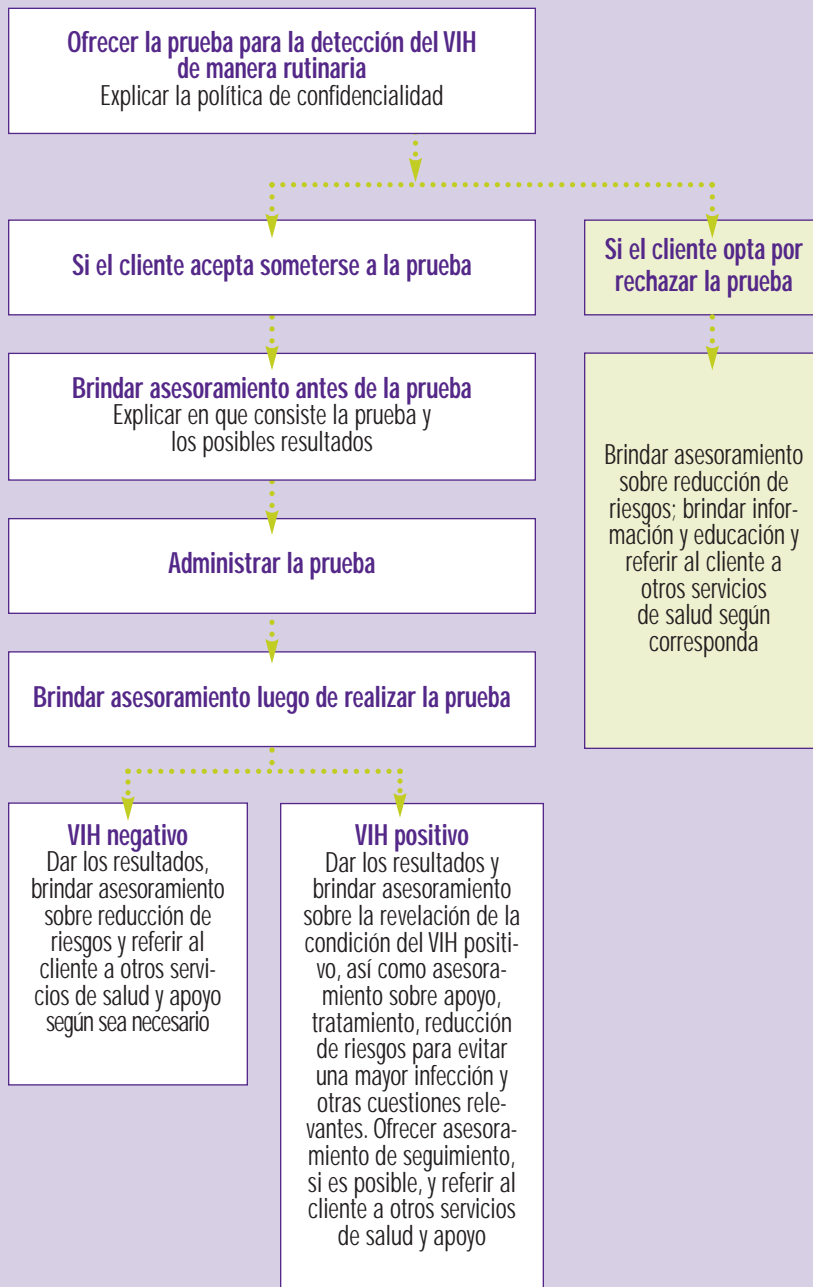 Ofrecer la prueba para la detección del VIH
de manera rutinaria
Explicar la política de confidencialidad
Si el cliente acepta someterse a la prueba
Si el cliente opta por
rechazar la prueba
Brindar asesoramiento antes de la prueba
Explicar en que consiste la prueba y
los posibles resultados
Brindar asesoramiento
sobre reducción de
riesgos; brindar infor-
mación y educación y
referir al cliente a
otros servicios
de salud según
corresponda
Administrar la prueba
Brindar asesoramiento luego de realizar la prueba
VIH negativo
Dar los resultados,
brindar asesoramiento
sobre reducción de
riesgos y referir al
cliente a otros servi-
cios de salud y apoyo
según sea necesario
VIH positivo
Dar los resultados y
brindar asesoramiento
sobre la revelación de la
condición del VIH positi-
vo, así como asesora-
miento sobre apoyo,
tratamiento, reducción
de riesgos para evitar
una mayor infección y
otras cuestiones rele-
vantes. Ofrecer asesora-
miento de seguimiento,
si es posible, y referir al
cliente a otros servicios
de salud y apoyo